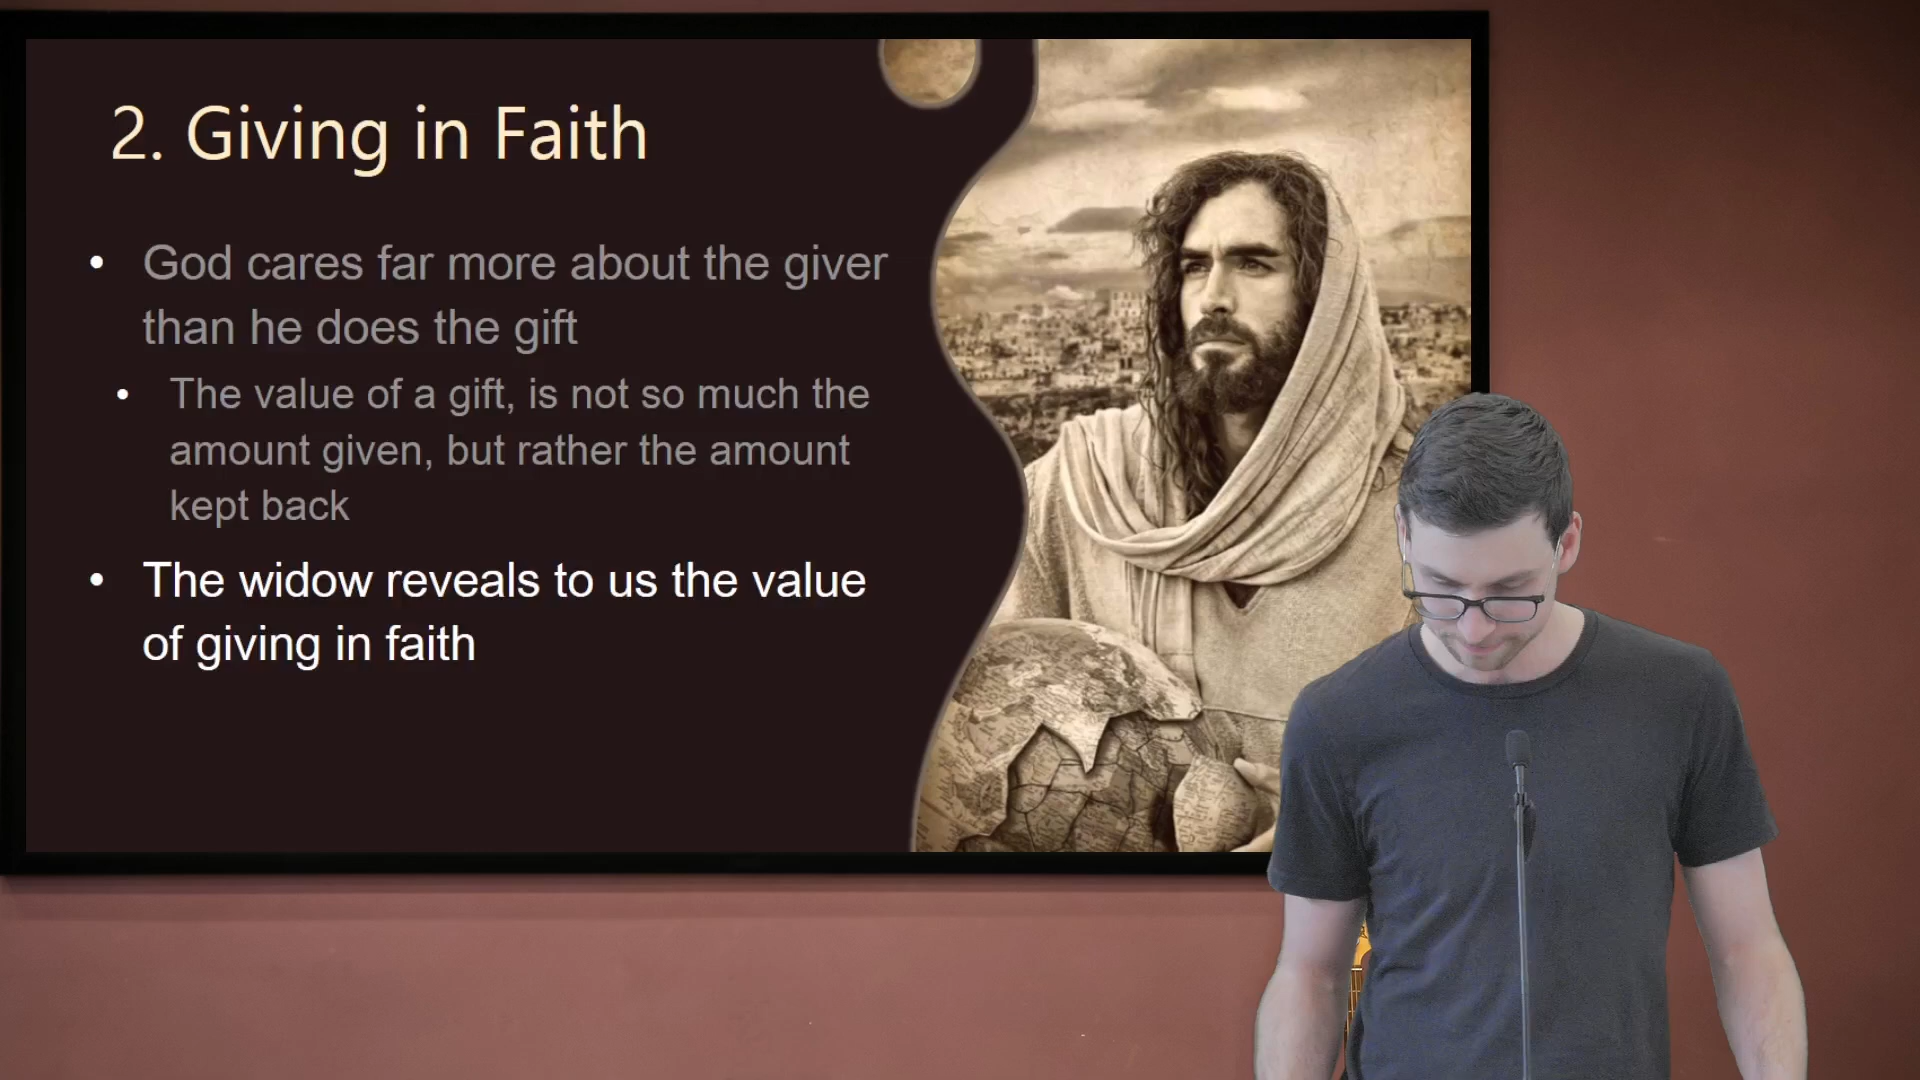 2. Giving in Faith
• God cares far more about the giver
than he does the gift
• The value of a gift, is not so much the
amount given, but rather the amount
kept back
• The widow reveals to us the value
of giving in faith